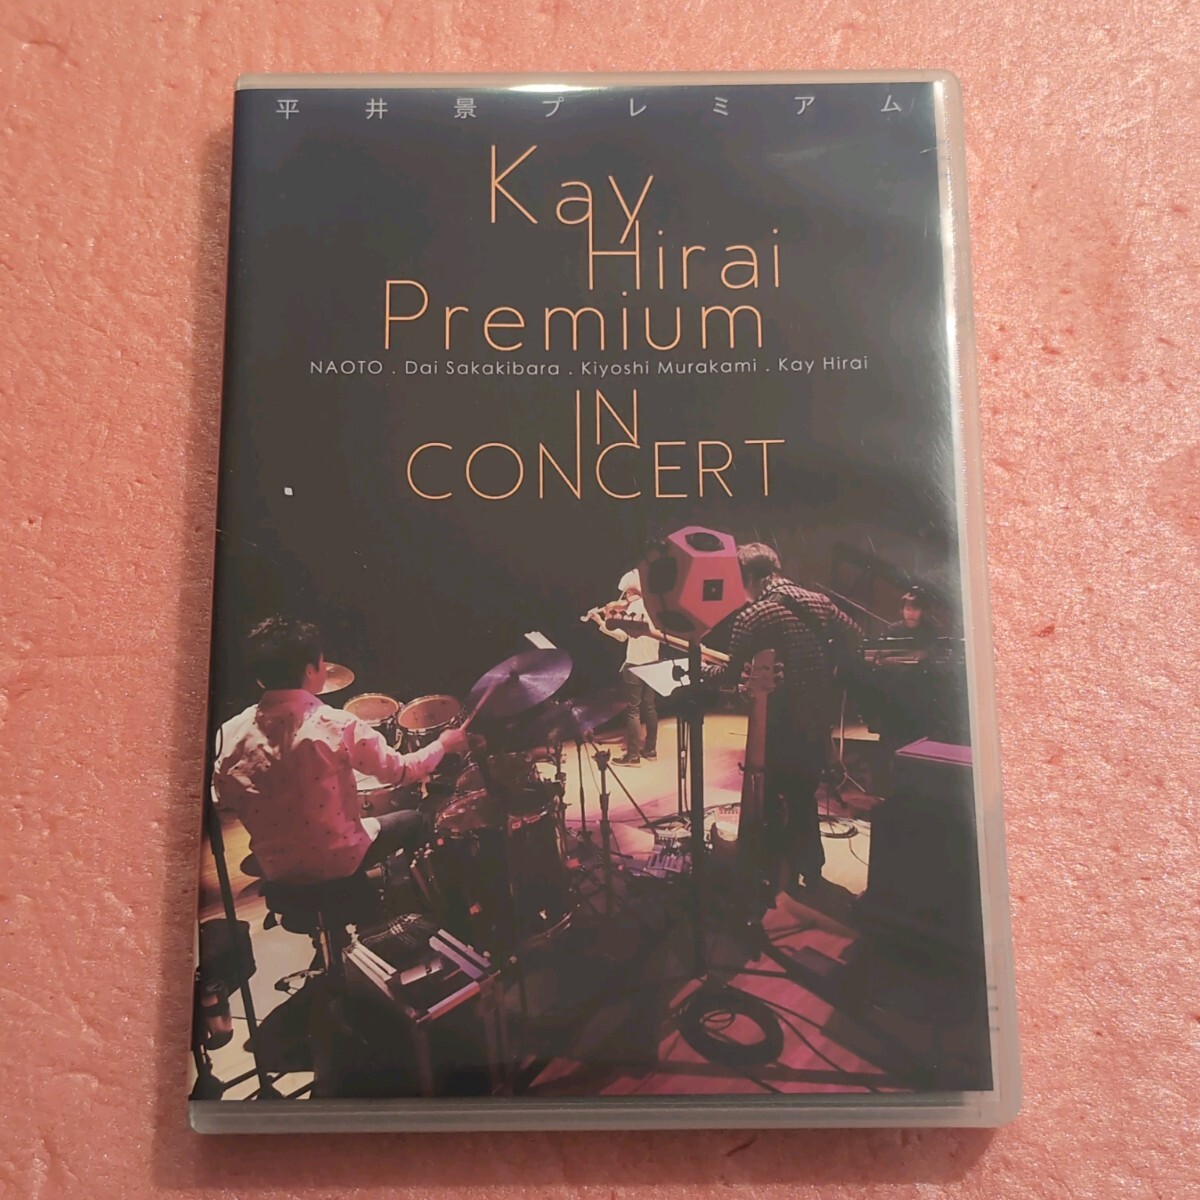 平井景プレミアム
Kay
Hirai
Premium
NAOTO . Dai Sakakibara . Kiyoshi Murakami . Kay Hirai
IN
CONCERT